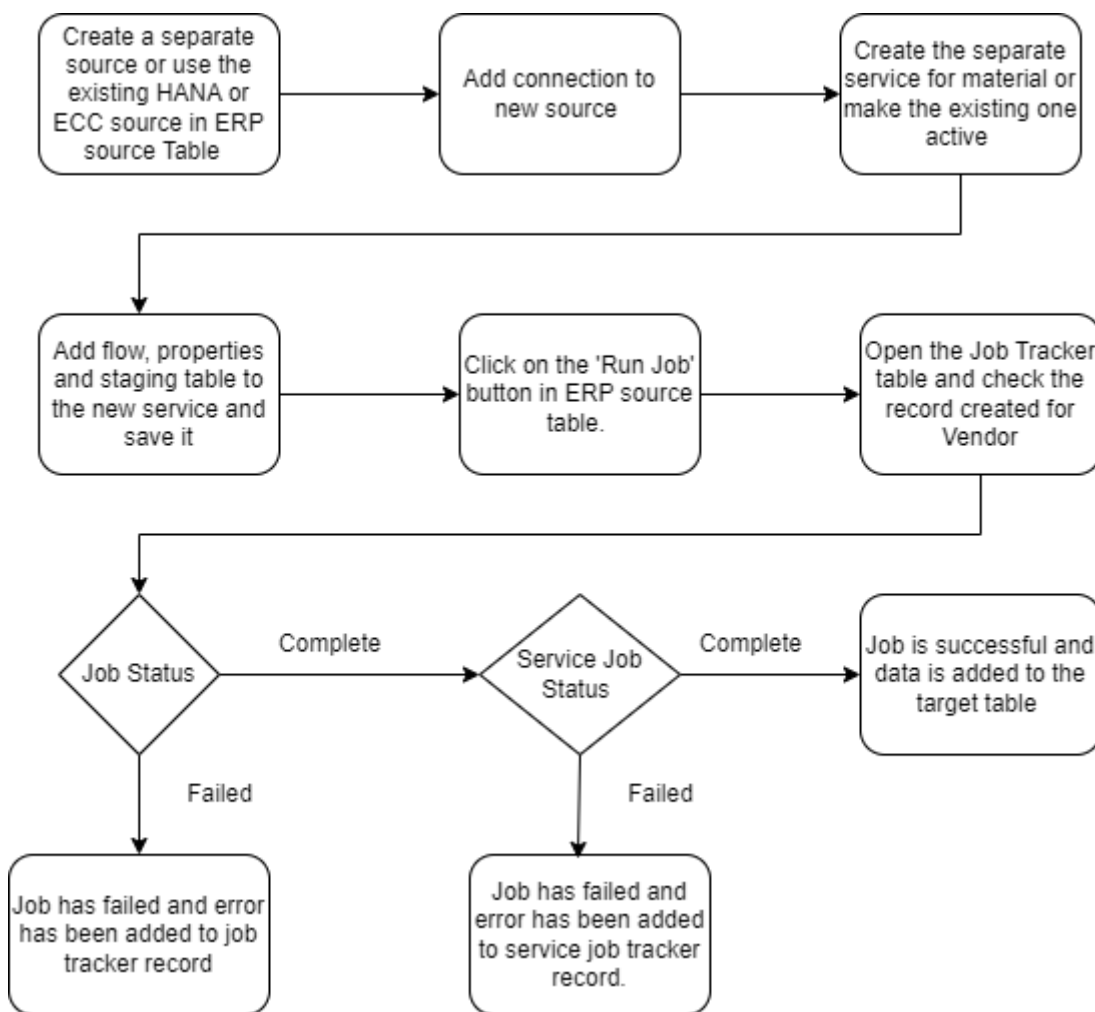 Create a separate
source or use the
existing HANA or
ECC source in ERP
source Table
Add connection to
new source
Create the separate
service for material or
make the existing one
active
Add flow, properties
and staging table to
the new service and
save it
Click on the 'Run Job'
button in ERP source
table.
Open the Job Tracker
table and check the
record created for
Vendor
Job Status
Complete
Service Job
Status
Complete
Job is successful and
data is added to the
target table
Failed
Failed
Job has failed and error
has been added to job
tracker record
Job has failed and
error has been added
to service job tracker
record.